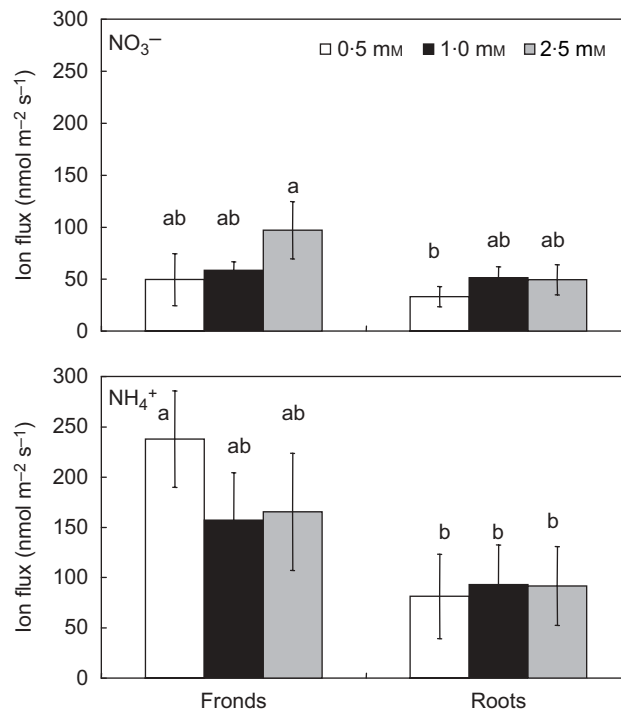 300
250
200
150
100
50
0
Ion flux (nmol m⁻² s⁻¹)
NO₃⁻
0·5 mM 1·0 mM 2·5 mM
ab ab a b ab ab
300
250
200
150
100
50
0
Ion flux (nmol m⁻² s⁻¹)
NH₄⁺
a ab ab b b b
Fronds Roots